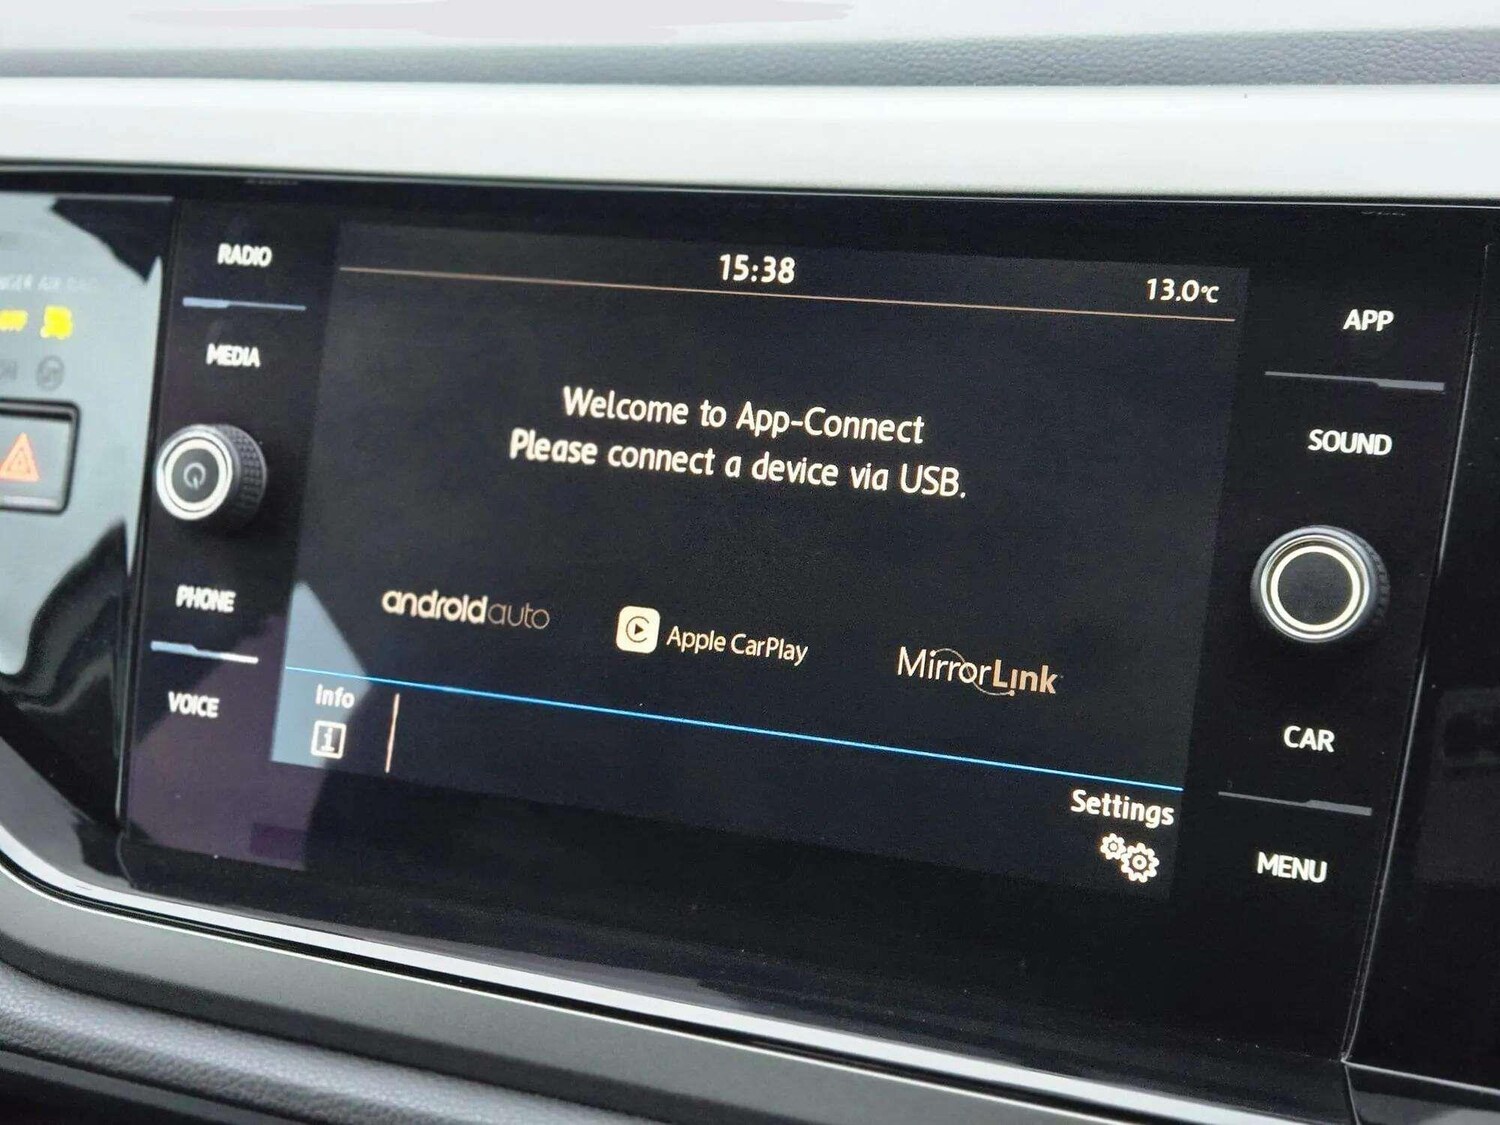 RADIO
MEDIA
PHONE
VOICE
15:38
13.0°C
Welcome to App-Connect
Please connect a device via USB.
androidauto
Apple CarPlay
MirrorLink
Info
i
Settings
APP
SOUND
CAR
MENU
OFF